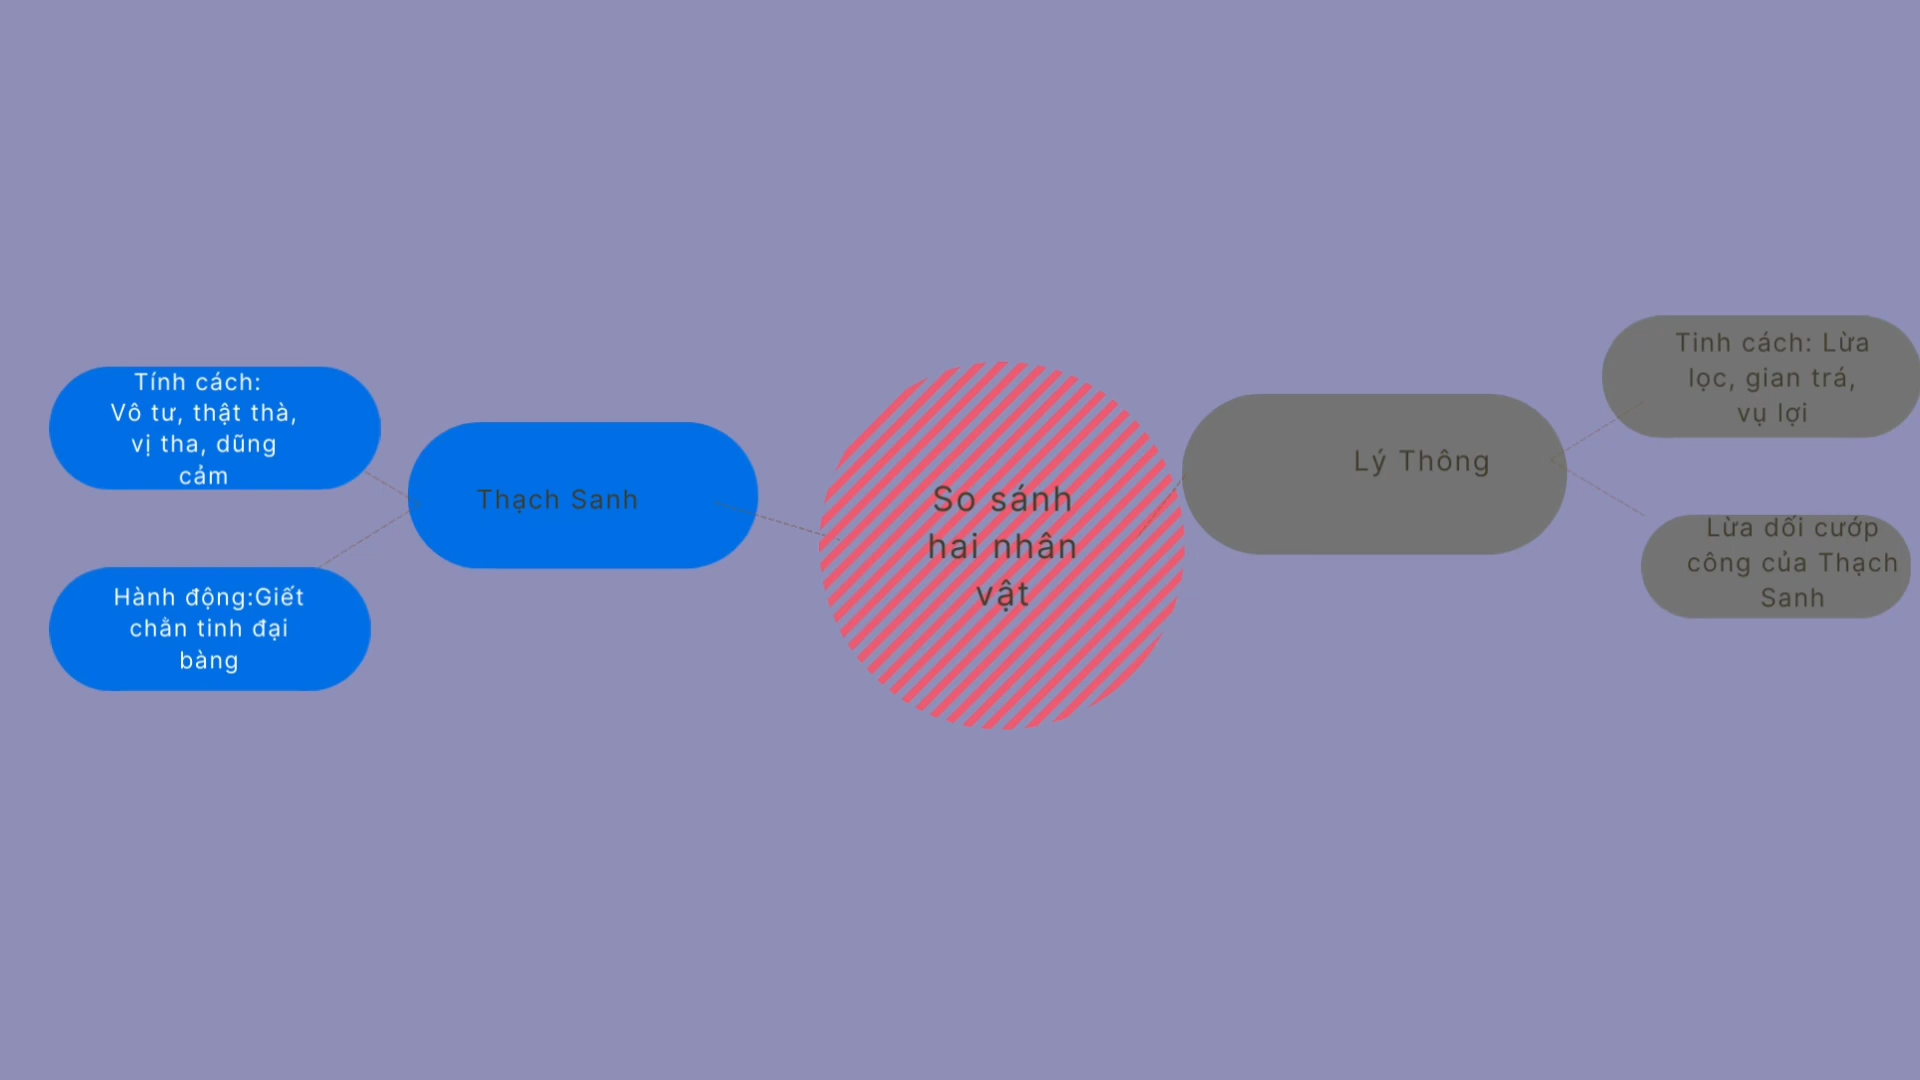 Tính cách:
Vô tư, thật thà,
vị tha, dũng
cảm
Hành động:Giết
chằn tinh đại
bàng
Thạch Sanh
So sánh
hai nhân
vật
Lý Thông
Tinh cách: Lừa
lọc, gian trá,
vụ lợi
Lừa dối cướp
công của Thạch
Sanh